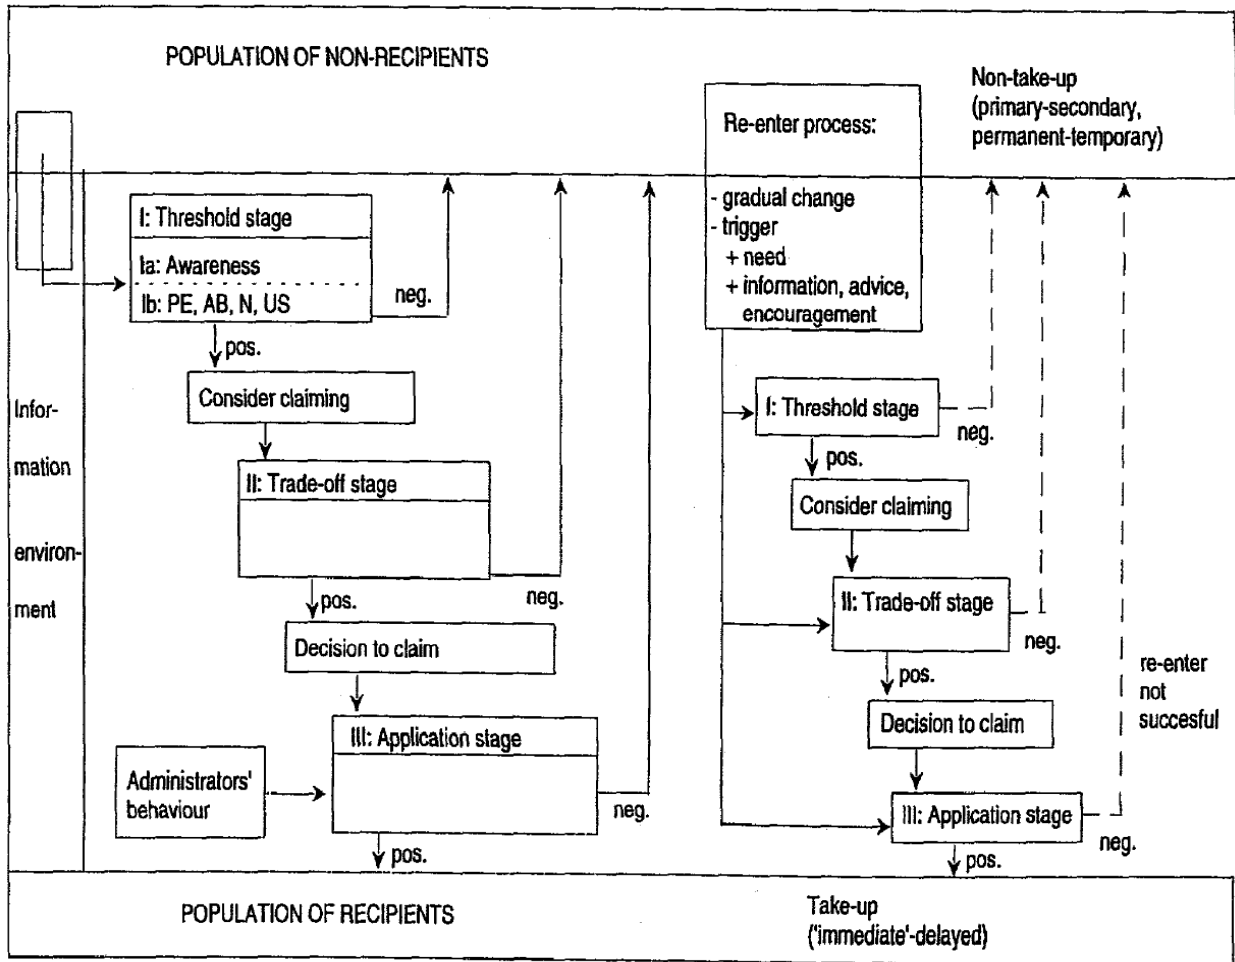 POPULATION OF NON-RECIPIENTS
Non-take-up
(primary-secondary,
permanent-temporary)
Re-enter process:
- gradual change
- trigger
+ need
+ information, advice,
encouragement
I: Threshold stage
Ia: Awareness
Ib: PE, AB, N, US
neg.
pos.
Consider claiming
Infor-
mation
environ-
ment
II: Trade-off stage
neg.
pos.
Decision to claim
III: Application stage
Administrators'
behaviour
neg.
pos.
I: Threshold stage
neg.
pos.
Consider claiming
II: Trade-off stage
neg.
pos.
re-enter
not
succesful
Decision to claim
III: Application stage
neg.
pos.
POPULATION OF RECIPIENTS
Take-up
('immediate'-delayed)